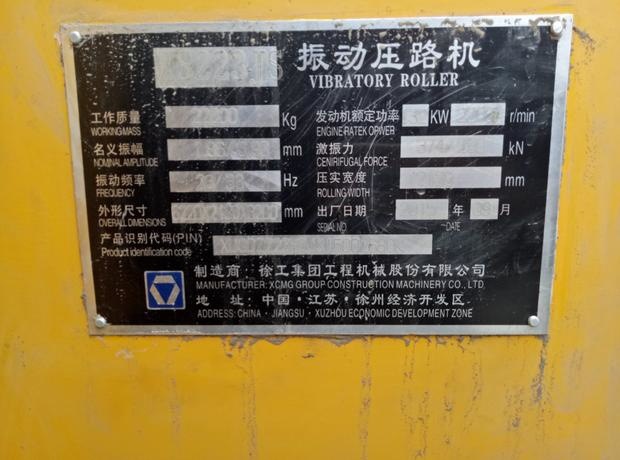 振动压路机
VIBRATORY ROLLER
工作质量 Kg 发动机额定功率 KW r/min
WORKING MASS ENGINE RATEK OPWER
名义振幅 mm 激振力 kN
NOMINAL AMPLITUDE CENIRIFUGAL FORCE
振动频率 Hz 压实宽度 mm
FREQUENCY ROLLING WIDTH
外形尺寸 mm 出厂日期 年 月
OVERALL DIMENSIONS SERIAL NO —DATE
产品识别代码(PIN)
Product identification code
制造商：徐工集团工程机械股份有限公司
MANUFACTURER: XCMG GROUP CONSTRUCTION MACHINERY CO., LTD.
地 址：中国·江苏·徐州经济开发区
ADDRESS: CHINA · JIANGSU · XUZHOU ECONOMIC DEVELOPMENT ZONE